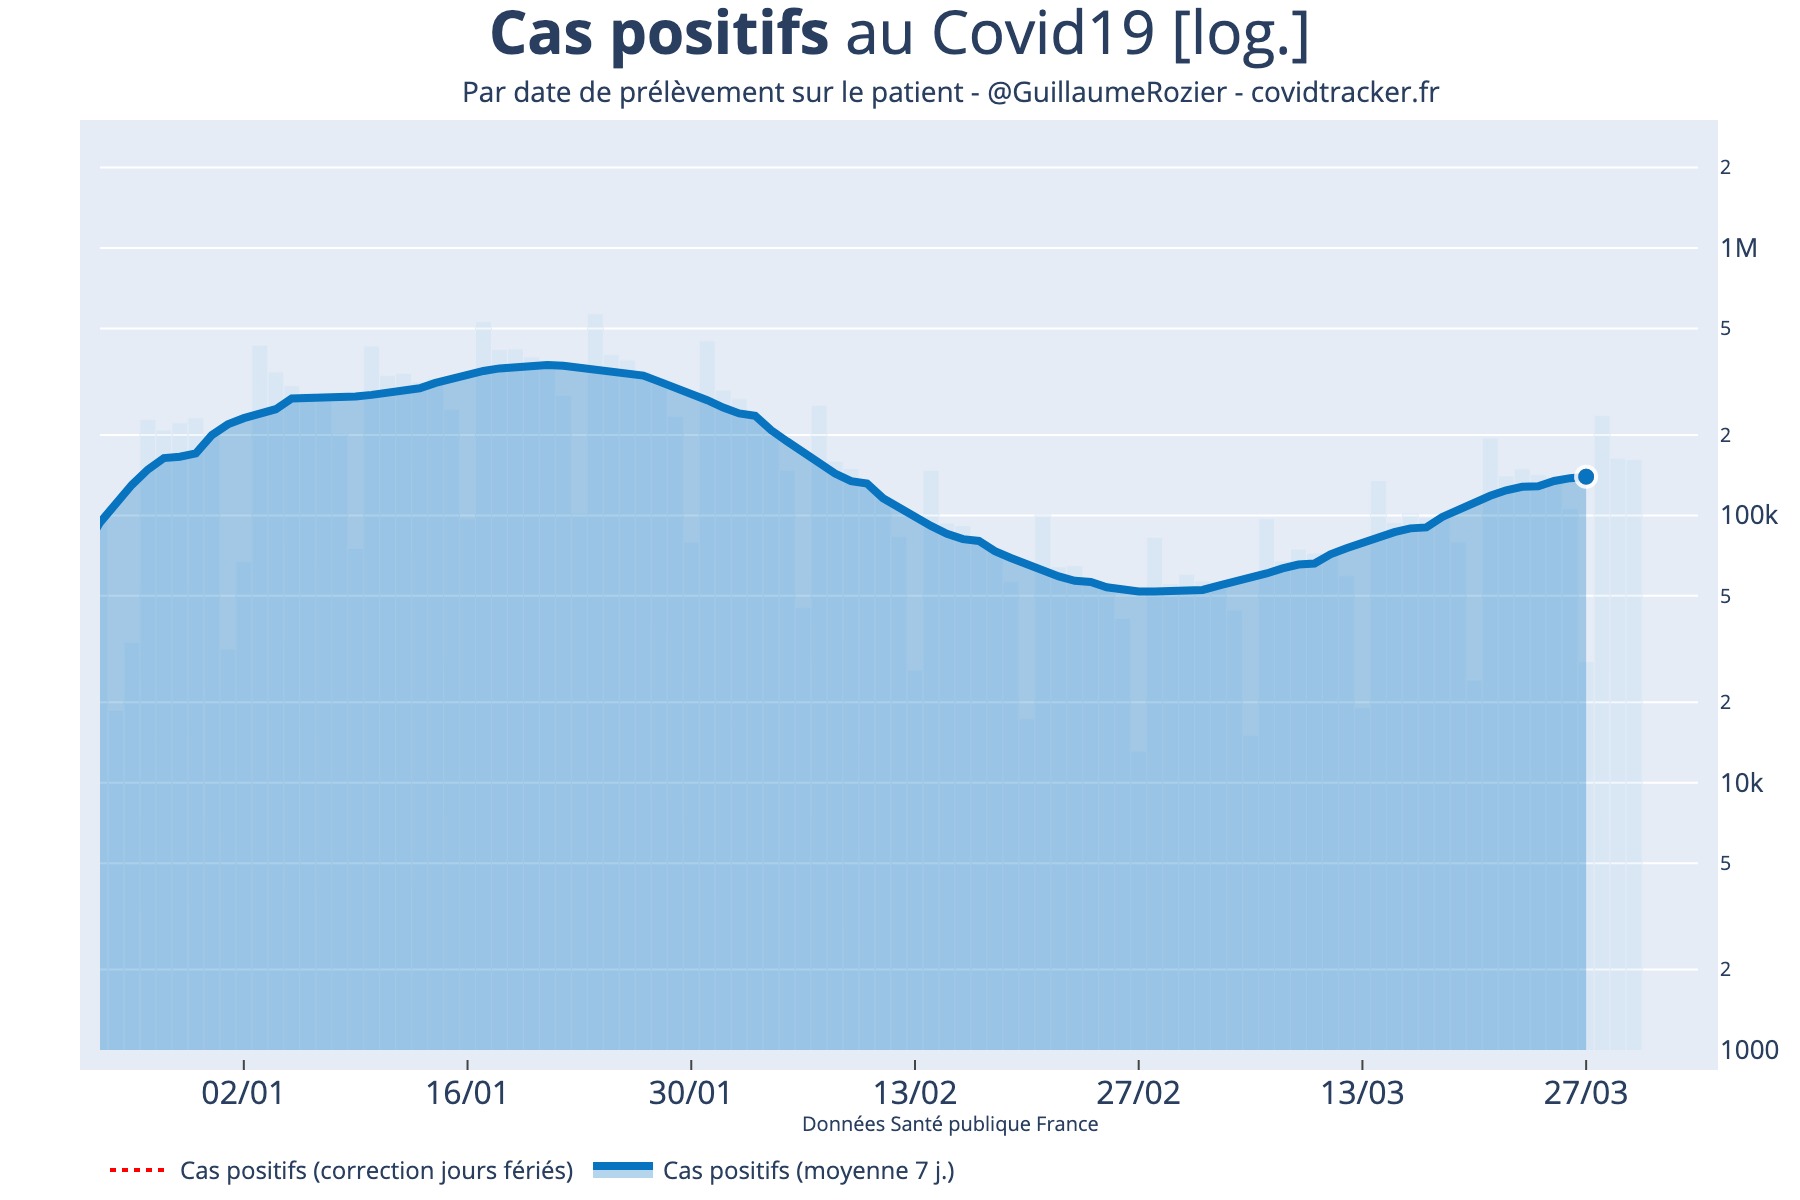 Cas positifs au Covid19 [log.]
Par date de prélèvement sur le patient - @GuillaumeRozier - covidtracker.fr
2
1M
5
2
100k
5
2
10k
5
2
1000
02/01 16/01 30/01 13/02 27/02 13/03 27/03
Données Santé publique France
Cas positifs (correction jours fériés) Cas positifs (moyenne 7 j.)